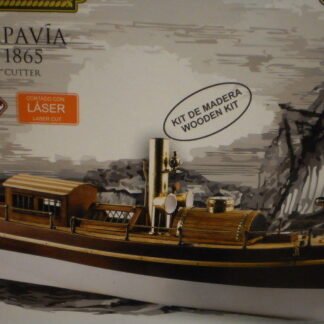 PAVÍA
1865
CUTTER
CORTADO CON
LÁSER
LASER CUT
KIT DE MADERA
WOODEN KIT